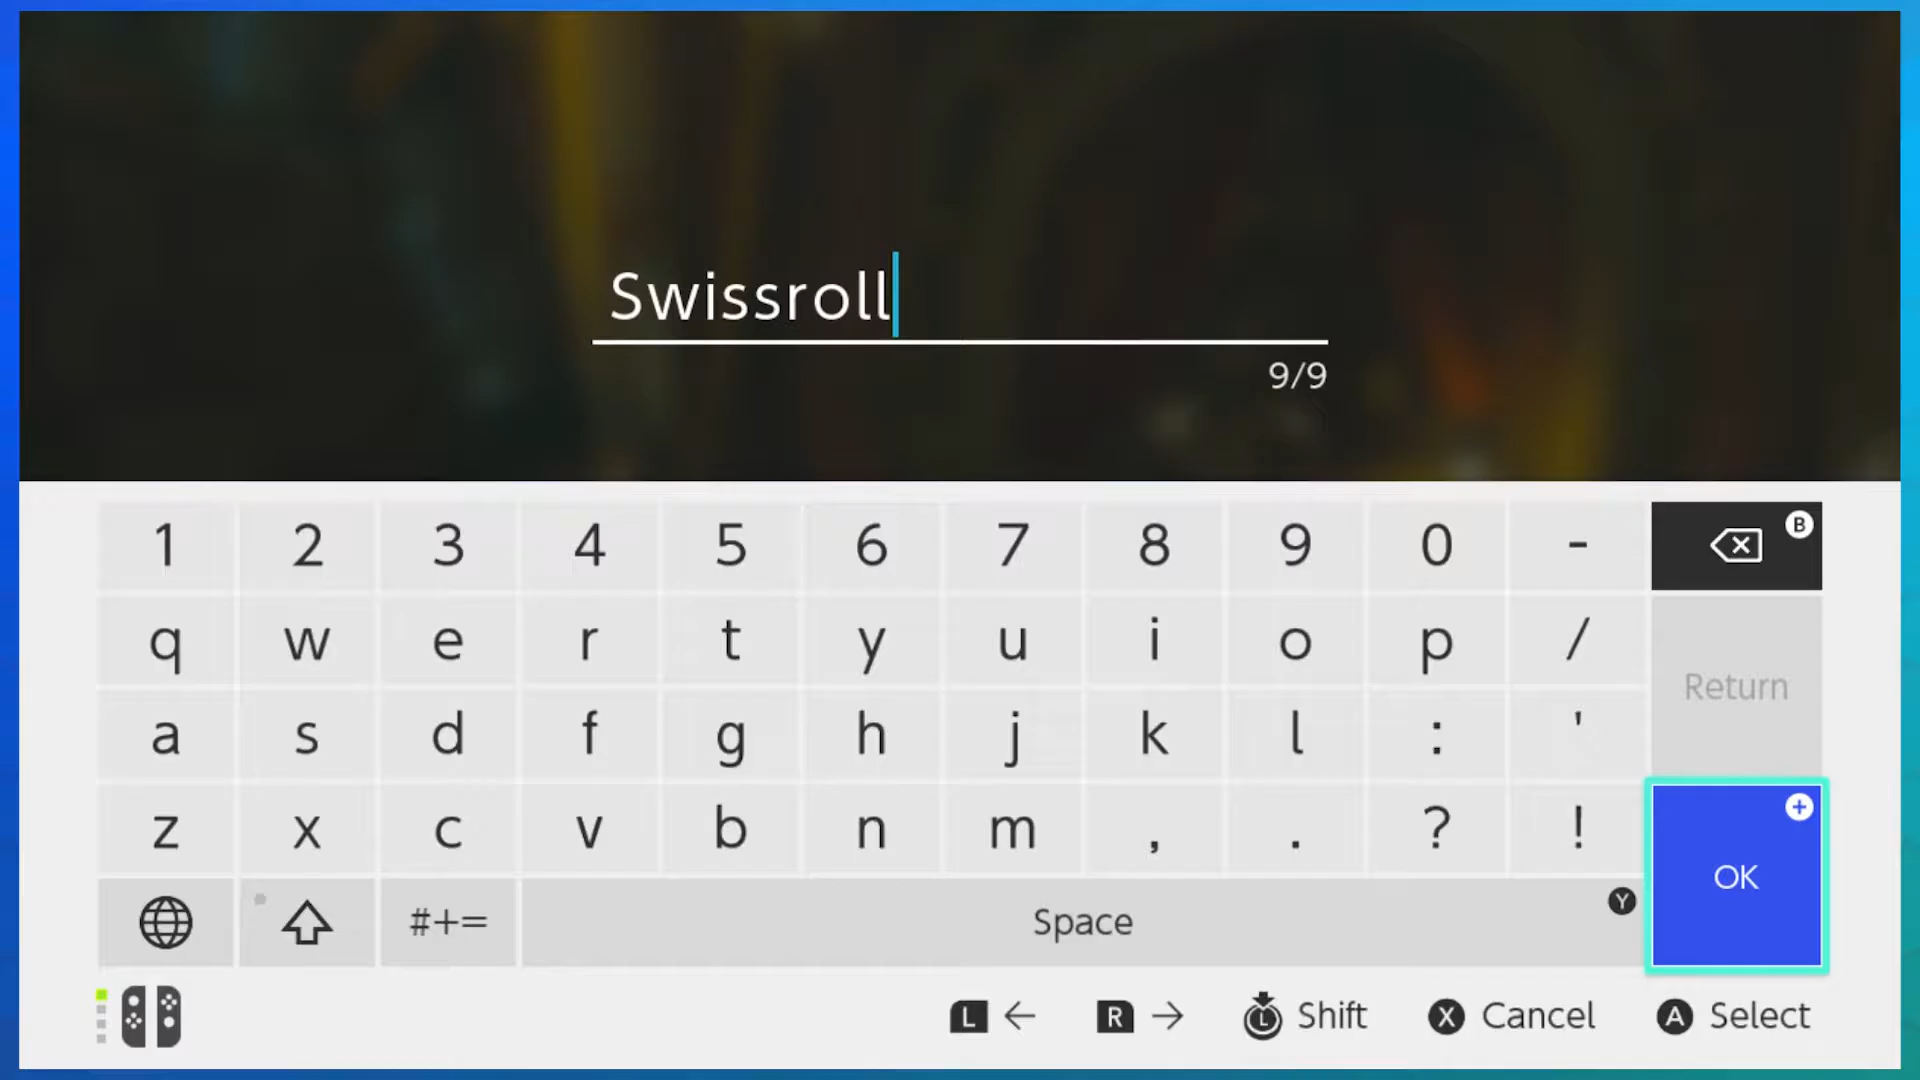 Swissroll
9/9
1 2 3 4 5 6 7 8 9 0 - B
q w e r t y u i o p /
Return
a s d f g h j k l : '
z x c v b n m , . ? ! +
OK
#+= Space Y
L ← R → L Shift X Cancel A Select